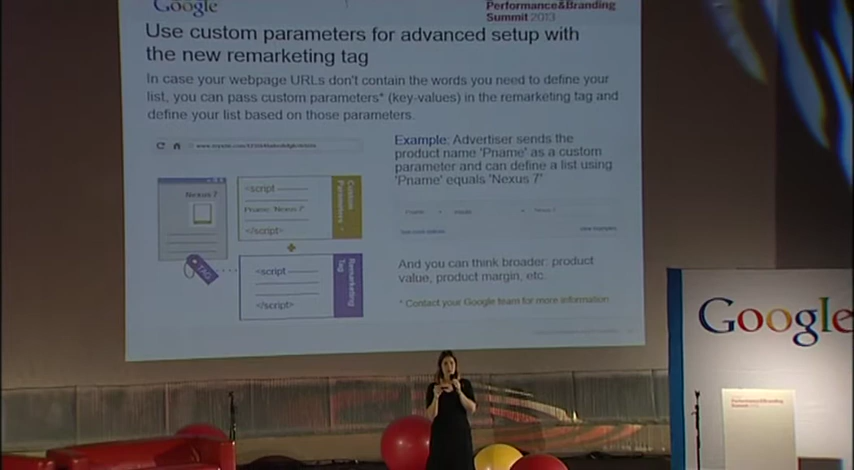 Google
Performance&Branding
Summit 2013
Use custom parameters for advanced setup with
the new remarketing tag
In case your webpage URLs don't contain the words you need to define your
list, you can pass custom parameters* (key-values) in the remarketing tag and
define your list based on those parameters.
Nexus 7
TAG
<script
Pname: 'Nexus 7'
</script>
Custom
Parameters
+
<script
</script>
Remarketing
Tag
Example: Advertiser sends the
product name 'Pname' as a custom
parameter and can define a list using
'Pname' equals 'Nexus 7'
And you can think broader: product
value, product margin, etc.
* Contact your Google team for more information
Google
Performance&Branding
Summit 2013